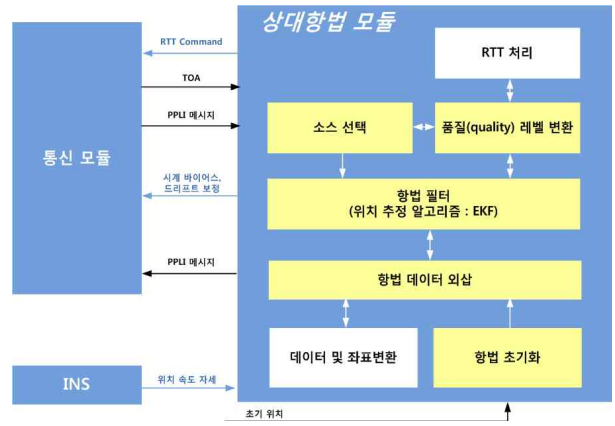 상대항법 모듈
RTT Command
RTT 처리
TOA
PPLI 메시지
소스 선택
품질(quality) 레벨 변환
통신 모듈
시계 바이어스,
드리프트 보정
항법 필터
(위치 추정 알고리즘 : EKF)
PPLI 메시지
항법 데이터 외삽
데이터 및 좌표변환
항법 초기화
INS
위치 속도 자세
초기 위치